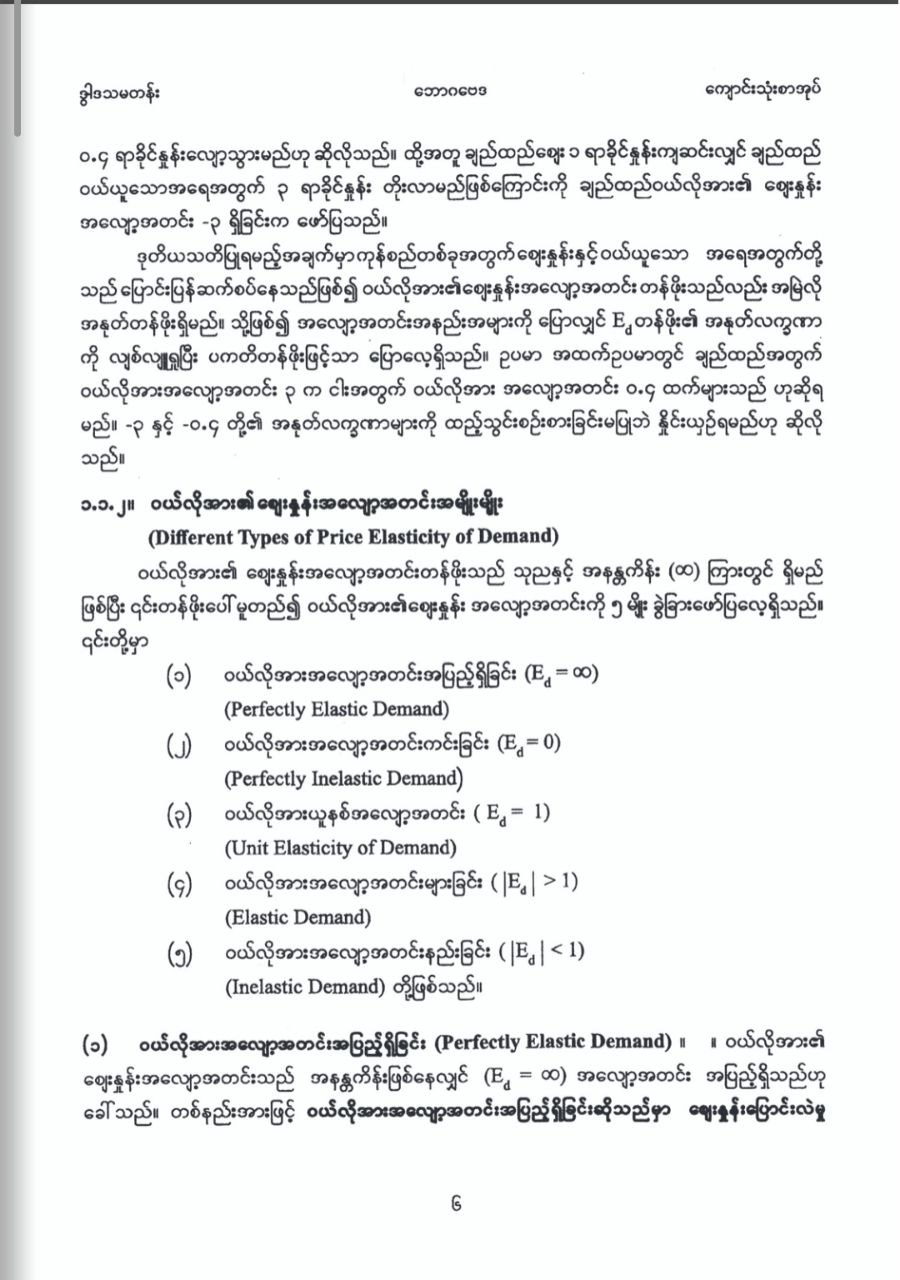 ဒွါဒသမတန်း ဘောဂဗေဒ ကျောင်းသုံးစာအုပ်
၀.၄ ရာခိုင်နှုန်းလျော့သွားမည်ဟု ဆိုလိုသည်။ ထို့အတူ ချည်ထည်ဈေး ၁ ရာခိုင်နှုန်းကျဆင်းလျှင် ချည်ထည်
ဝယ်ယူသောအရေအတွက် ၃ ရာခိုင်နှုန်း တိုးလာမည်ဖြစ်ကြောင်းကို ချည်ထည်ဝယ်လိုအား၏ ဈေးနှုန်း
အလျော့အတင်း -၃ ရှိခြင်းက ဖော်ပြသည်။
ဒုတိယသတိပြုရမည့်အချက်မှာ ကုန်စည်တစ်ခုအတွက် ဈေးနှုန်းနှင့် ဝယ်ယူသော အရေအတွက်တို့
သည် ပြောင်းပြန်ဆက်စပ်နေသည်ဖြစ်၍ ဝယ်လိုအား၏ဈေးနှုန်းအလျော့အတင်း တန်ဖိုးသည်လည်း အမြဲလို
အနုတ်တန်ဖိုးရှိမည်။ သို့ဖြစ်၍ အလျော့အတင်းအနည်းအများကို ပြောလျှင် Edတန်ဖိုး၏ အနုတ်လက္ခဏာ
ကို လျစ်လျူရှုပြီး ပကတိတန်ဖိုးဖြင့်သာ ပြောလေ့ရှိသည်။ ဥပမာ အထက်ဥပမာတွင် ချည်ထည်အတွက်
ဝယ်လိုအားအလျော့အတင်း ၃ က ငါးအတွက် ဝယ်လိုအား အလျော့အတင်း ၀.၄ ထက်များသည် ဟုဆိုရ
မည်။ -၃ နှင့် -၀.၄ တို့၏ အနုတ်လက္ခဏာများကို ထည့်သွင်းစဉ်းစားခြင်းမပြုဘဲ နှိုင်းယှဉ်ရမည်ဟု ဆိုလို
သည်။
၁.၁.၂။ ဝယ်လိုအား၏ ဈေးနှုန်းအလျော့အတင်းအမျိုးမျိုး
(Different Types of Price Elasticity of Demand)
ဝယ်လိုအား၏ ဈေးနှုန်းအလျော့အတင်းတန်ဖိုးသည် သုညနှင့် အနန္တကိန်း (∞) ကြားတွင် ရှိမည်
ဖြစ်ပြီး ၎င်းတန်ဖိုးပေါ် မူတည်၍ ဝယ်လိုအား၏ဈေးနှုန်း အလျော့အတင်းကို ၅ မျိုး ခွဲခြားဖော်ပြလေ့ရှိသည်။
၎င်းတို့မှာ
(၁) ဝယ်လိုအားအလျော့အတင်းအပြည့်ရှိခြင်း (Ed = ∞)
(Perfectly Elastic Demand)
(၂) ဝယ်လိုအားအလျော့အတင်းကင်းခြင်း (Ed = 0)
(Perfectly Inelastic Demand)
(၃) ဝယ်လိုအားယူနစ်အလျော့အတင်း ( Ed = 1)
(Unit Elasticity of Demand)
(၄) ဝယ်လိုအားအလျော့အတင်းများခြင်း ( |Ed| > 1)
(Elastic Demand)
(၅) ဝယ်လိုအားအလျော့အတင်းနည်းခြင်း ( |Ed| < 1)
(Inelastic Demand) တို့ဖြစ်သည်။
(၁) ဝယ်လိုအားအလျော့အတင်းအပြည့်ရှိခြင်း (Perfectly Elastic Demand) ။ ။ ဝယ်လိုအား၏
ဈေးနှုန်းအလျော့အတင်းသည် အနန္တကိန်းဖြစ်နေလျှင် (Ed = ∞) အလျော့အတင်း အပြည့်ရှိသည်ဟု
ခေါ်သည်။ တစ်နည်းအားဖြင့် ဝယ်လိုအားအလျော့အတင်းအပြည့်ရှိခြင်းဆိုသည်မှာ ဈေးနှုန်းပြောင်းလဲမှု
၆